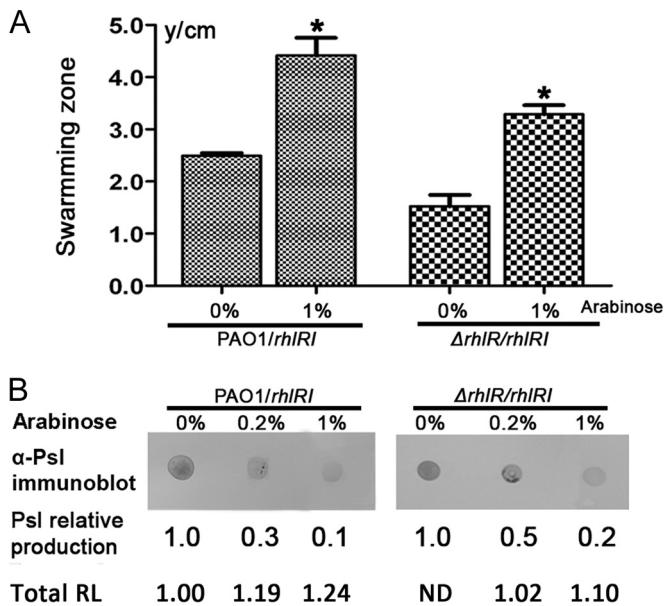 A
y/cm
Swarmming zone
5.0
4.0
3.0
2.0
1.0
0.0
*
*
0% 1% 0% 1% Arabinose
PAO1/rhlRI ΔrhlR/rhlRI
B
PAO1/rhlRI ΔrhlR/rhlRI
Arabinose 0% 0.2% 1% 0% 0.2% 1%
α-Psl
immunoblot
Psl relative
production 1.0 0.3 0.1 1.0 0.5 0.2
Total RL 1.00 1.19 1.24 ND 1.02 1.10